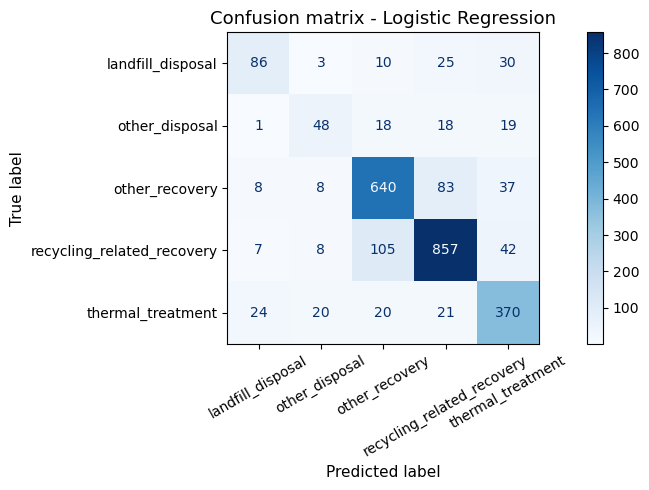 Confusion matrix - Logistic Regression
True label
landfill_disposal 86 3 10 25 30
other_disposal 1 48 18 18 19
other_recovery 8 8 640 83 37
recycling_related_recovery 7 8 105 857 42
thermal_treatment 24 20 20 21 370
landfill_disposal other_disposal other_recovery recycling_related_recovery thermal_treatment
Predicted label
800
700
600
500
400
300
200
100